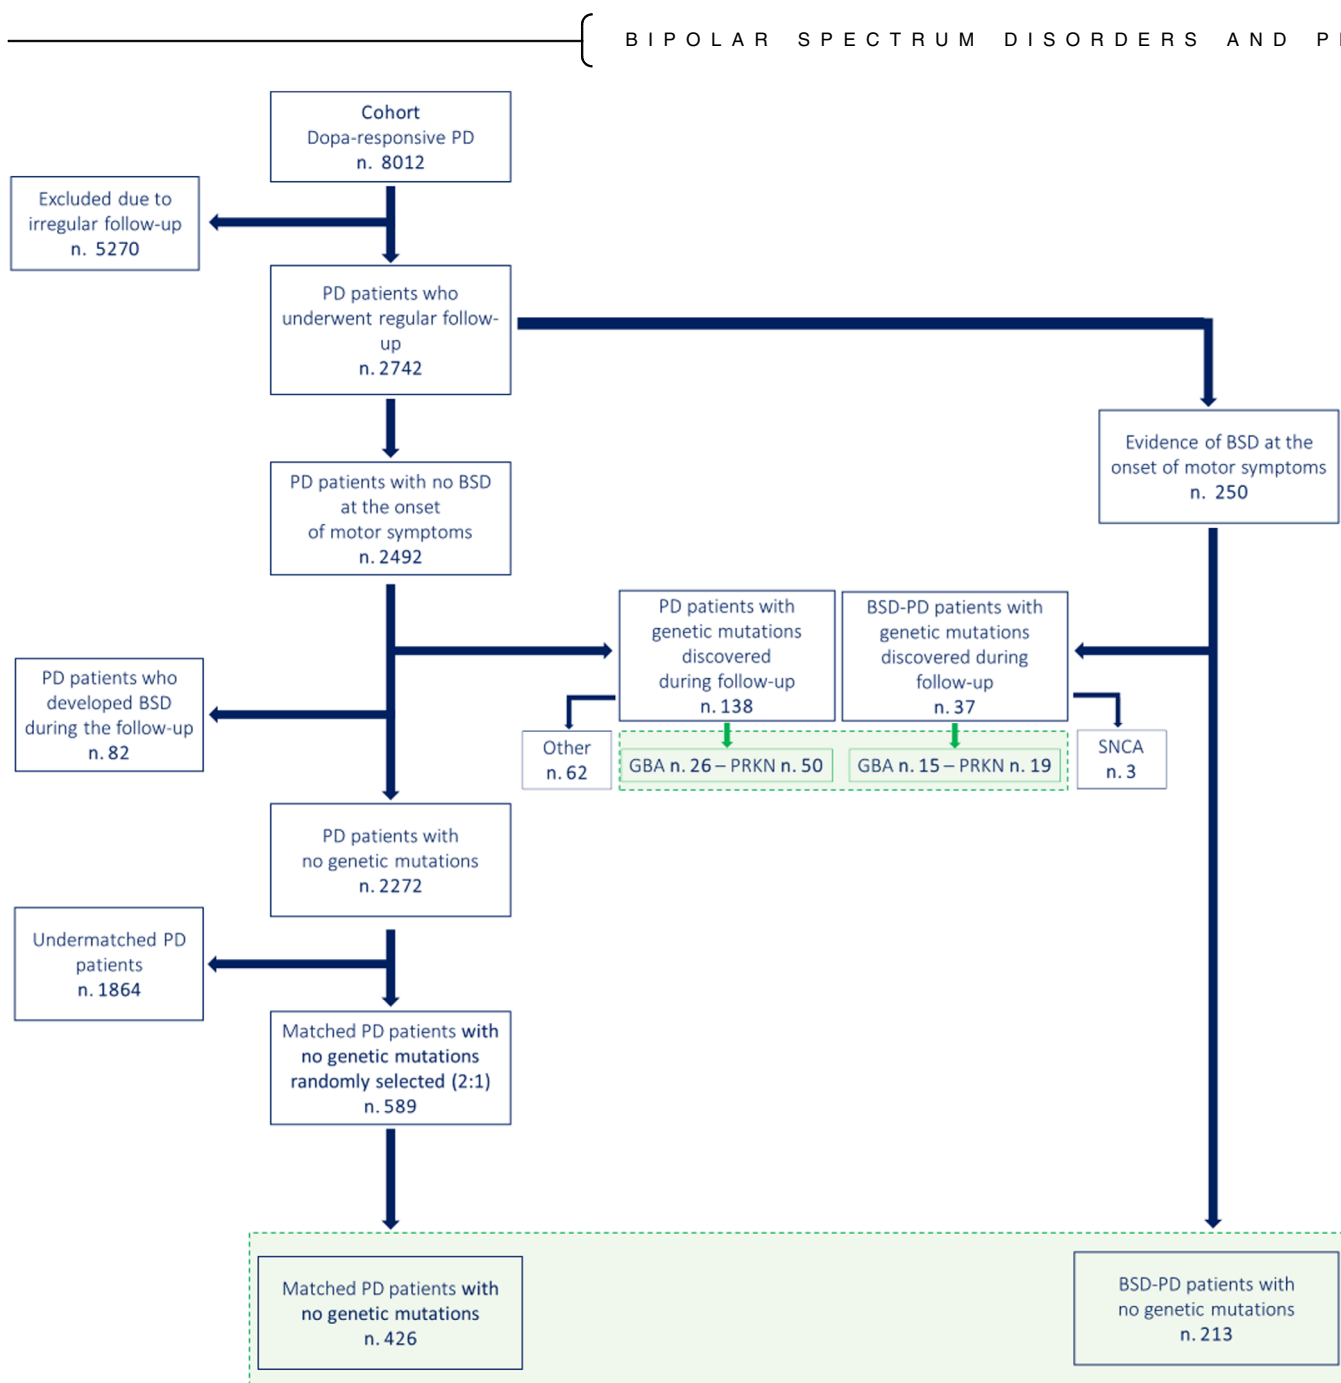 BIPOLAR SPECTRUM DISORDERS AND
Cohort
Dopa-responsive PD
n. 8012
Excluded due to
irregular follow-up
n. 5270
PD patients who
underwent regular follow-
up
n. 2742
Evidence of BSD at the
onset of motor symptoms
n. 250
PD patients with no BSD
at the onset
of motor symptoms
n. 2492
PD patients with
genetic mutations
discovered
during follow-up
n. 138
BSD-PD patients with
genetic mutations
discovered during
follow-up
n. 37
PD patients who
developed BSD
during the follow-up
n. 82
Other
n. 62
GBA n. 26 – PRKN n. 50
GBA n. 15 – PRKN n. 19
SNCA
n. 3
PD patients with
no genetic mutations
n. 2272
Undermatched PD
patients
n. 1864
Matched PD patients with
no genetic mutations
randomly selected (2:1)
n. 589
Matched PD patients with
no genetic mutations
n. 426
BSD-PD patients with
no genetic mutations
n. 213